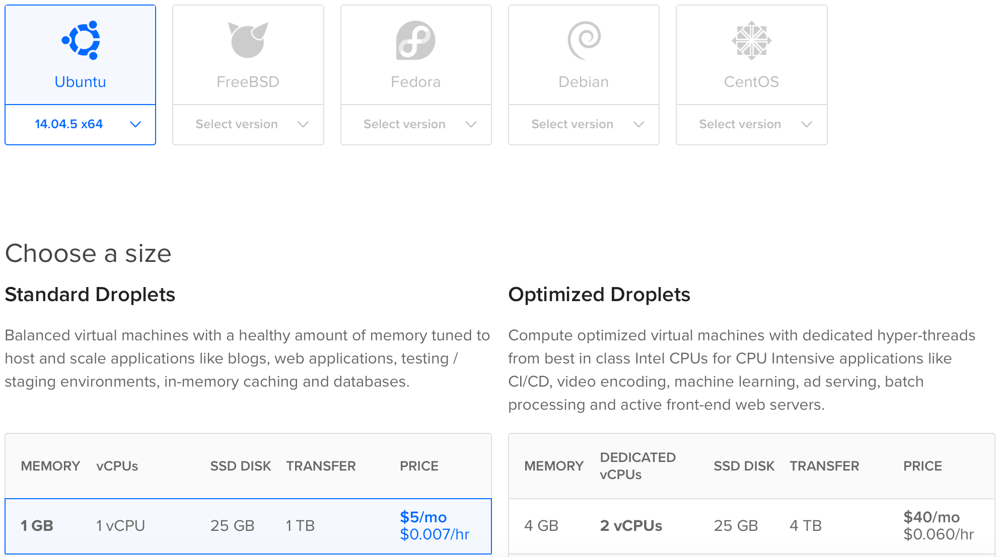 Ubuntu
FreeBSD
Fedora
Debian
CentOS
14.04.5 x64
Select version
Select version
Select version
Select version
Choose a size
Standard Droplets
Balanced virtual machines with a healthy amount of memory tuned to
host and scale applications like blogs, web applications, testing /
staging environments, in-memory caching and databases.
MEMORY vCPUs SSD DISK TRANSFER PRICE
1 GB 1 vCPU 25 GB 1 TB $5/mo
$0.007/hr
Optimized Droplets
Compute optimized virtual machines with dedicated hyper-threads
from best in class Intel CPUs for CPU Intensive applications like
CI/CD, video encoding, machine learning, ad serving, batch
processing and active front-end web servers.
MEMORY DEDICATED vCPUs SSD DISK TRANSFER PRICE
4 GB 2 vCPUs 25 GB 4 TB $40/mo
$0.060/hr